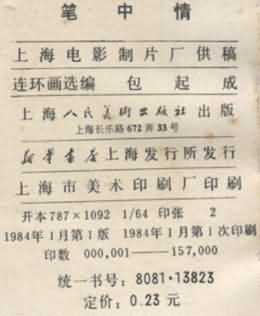 笔中情
上海电影制片厂供稿
连环画选编 包起成
上海人民美术出版社出版
上海长乐路672弄33号
新华书店上海发行所发行
上海市美术印刷厂印刷
开本787×1092 1/64 印张 2
1984年1月第1版 1984年1月第1次印刷
印数 000,001——157,000
统一书号：8081·13823
定价：0.23元